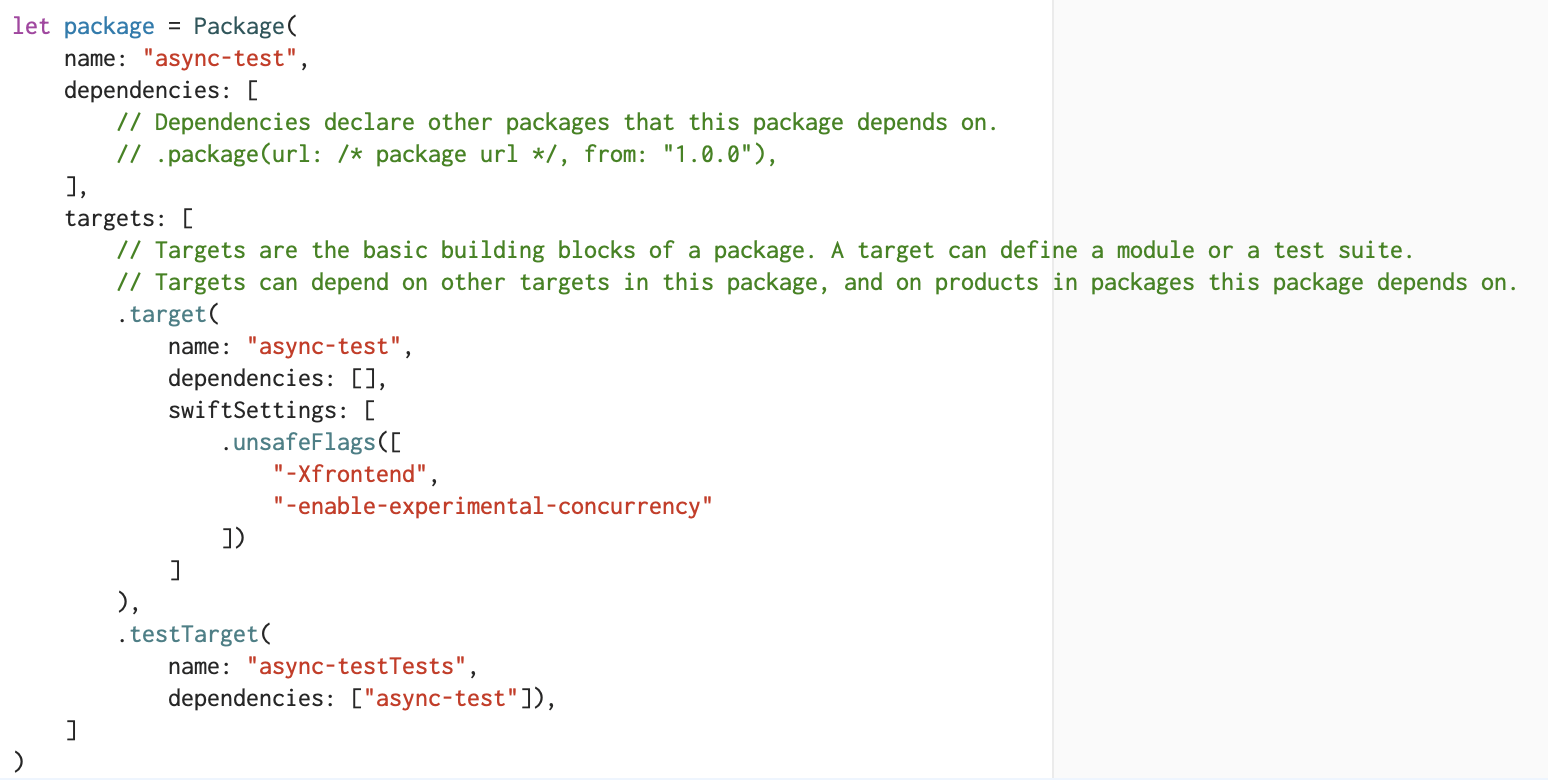 let package = Package(
    name: "async-test",
    dependencies: [
        // Dependencies declare other packages that this package depends on.
        // .package(url: /* package url */, from: "1.0.0"),
    ],
    targets: [
        // Targets are the basic building blocks of a package. A target can define a module or a test suite.
        // Targets can depend on other targets in this package, and on products in packages this package depends on.
        .target(
            name: "async-test",
            dependencies: [],
            swiftSettings: [
                .unsafeFlags([
                    "-Xfrontend",
                    "-enable-experimental-concurrency"
                ])
            ]
        ),
        .testTarget(
            name: "async-testTests",
            dependencies: ["async-test"]),
    ]
)